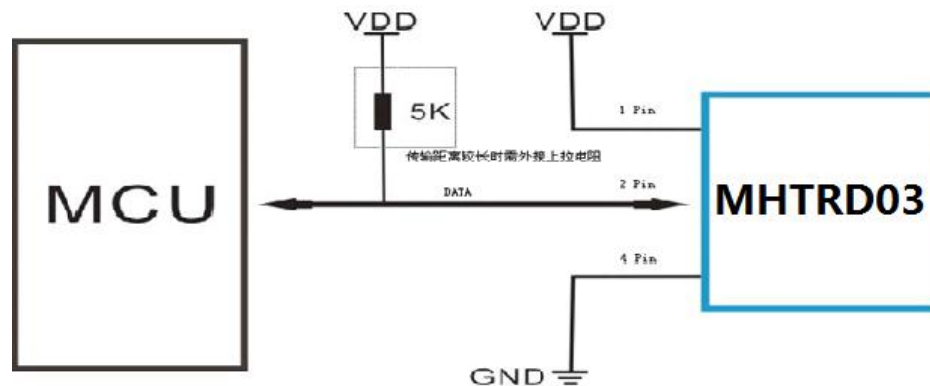 VDD
VDD
5K
1 Pin
传输距离较长时需外接上拉电阻
MCU
DATA
2 Pin
MHTRD03
4 Pin
GND